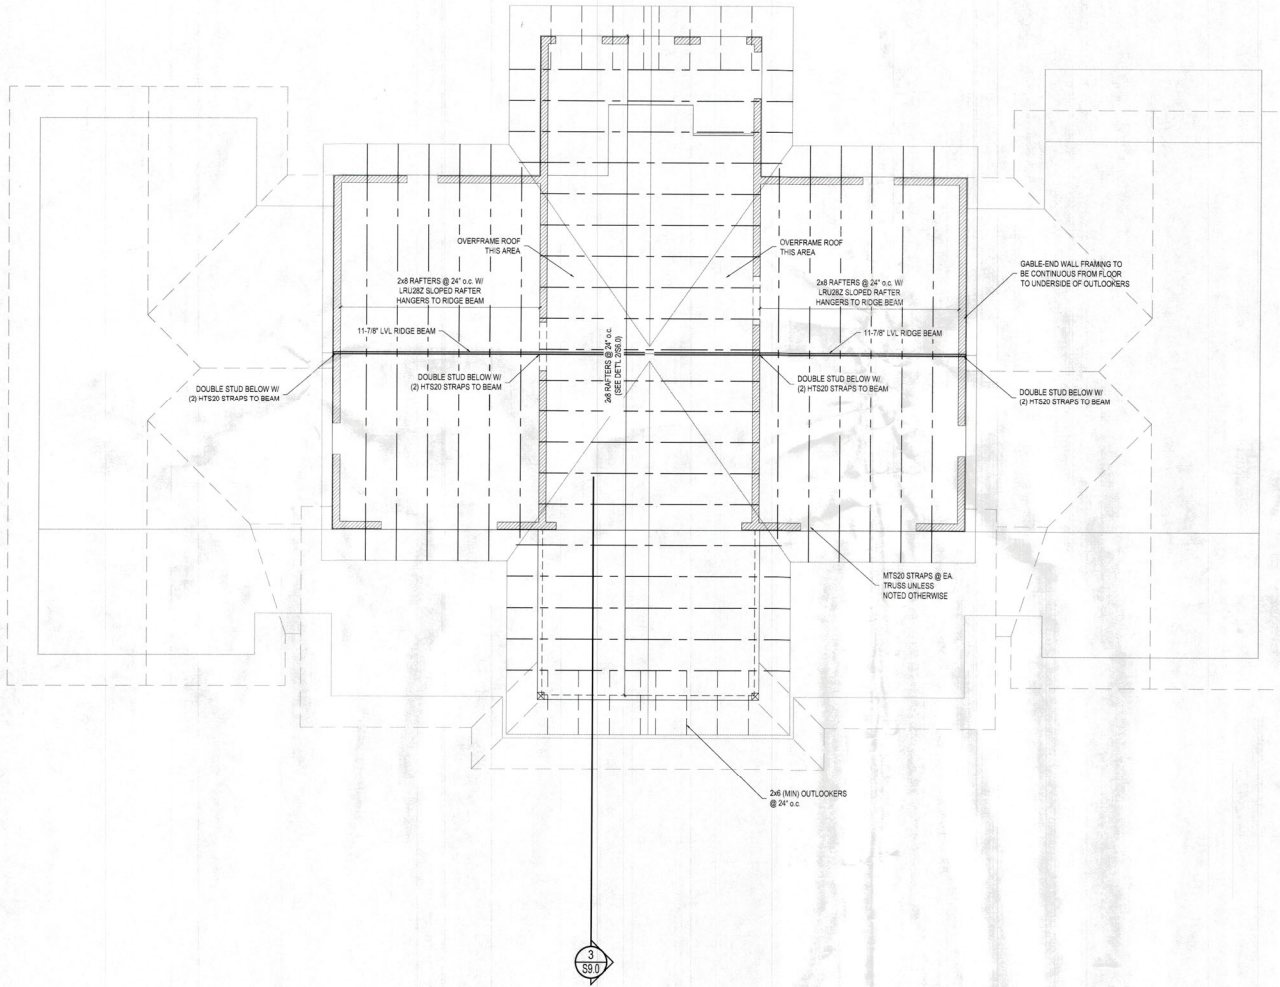 OVERFRAME ROOF
THIS AREA
OVERFRAME ROOF
THIS AREA
GABLE-END WALL FRAMING TO
BE CONTINUOUS FROM FLOOR
TO UNDERSIDE OF OUTLOOKERS
2x8 RAFTERS @ 24" o.c. W/
LRU28Z SLOPED RAFTER
HANGERS TO RIDGE BEAM
2x8 RAFTERS @ 24" o.c. W/
LRU28Z SLOPED RAFTER
HANGERS TO RIDGE BEAM
11-7/8" LVL RIDGE BEAM
11-7/8" LVL RIDGE BEAM
2x8 RAFTERS @ 24" o.c.
(SEE DET'L 2/S6.0)
DOUBLE STUD BELOW W/
(2) HTS20 STRAPS TO BEAM
DOUBLE STUD BELOW W/
(2) HTS20 STRAPS TO BEAM
DOUBLE STUD BELOW W/
(2) HTS20 STRAPS TO BEAM
DOUBLE STUD BELOW W/
(2) HTS20 STRAPS TO BEAM
MTS20 STRAPS @ EA.
TRUSS UNLESS
NOTED OTHERWISE
2x6 (MIN) OUTLOOKERS
@ 24" o.c.
3
S9.0